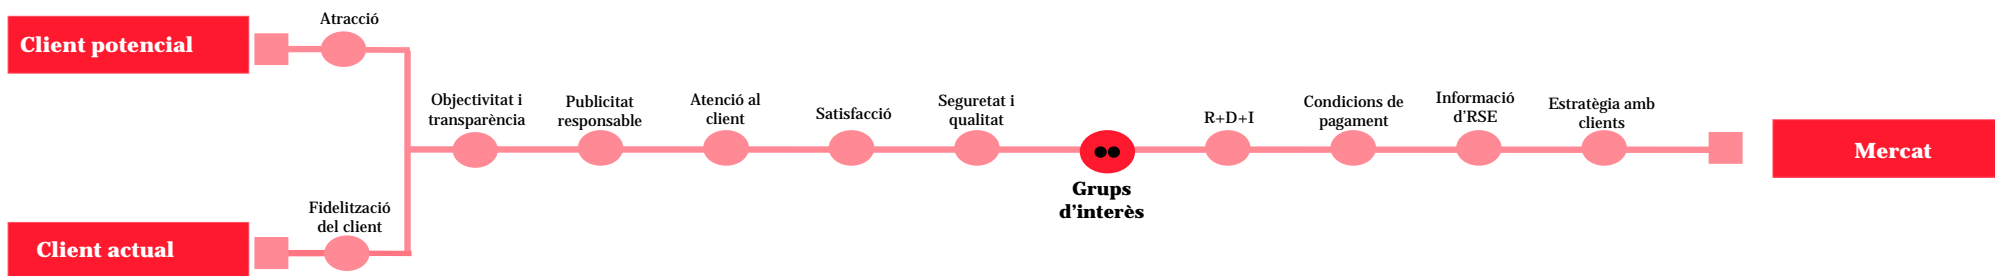 Atracció
Client potencial
Objectivitat i
transparència
Publicitat
responsable
Atenció al
client
Satisfacció
Seguretat i
qualitat
Grups
d'interès
R+D+I
Condicions de
pagament
Informació
d'RSE
Estratègia amb
clients
Mercat
Fidelització
del client
Client actual